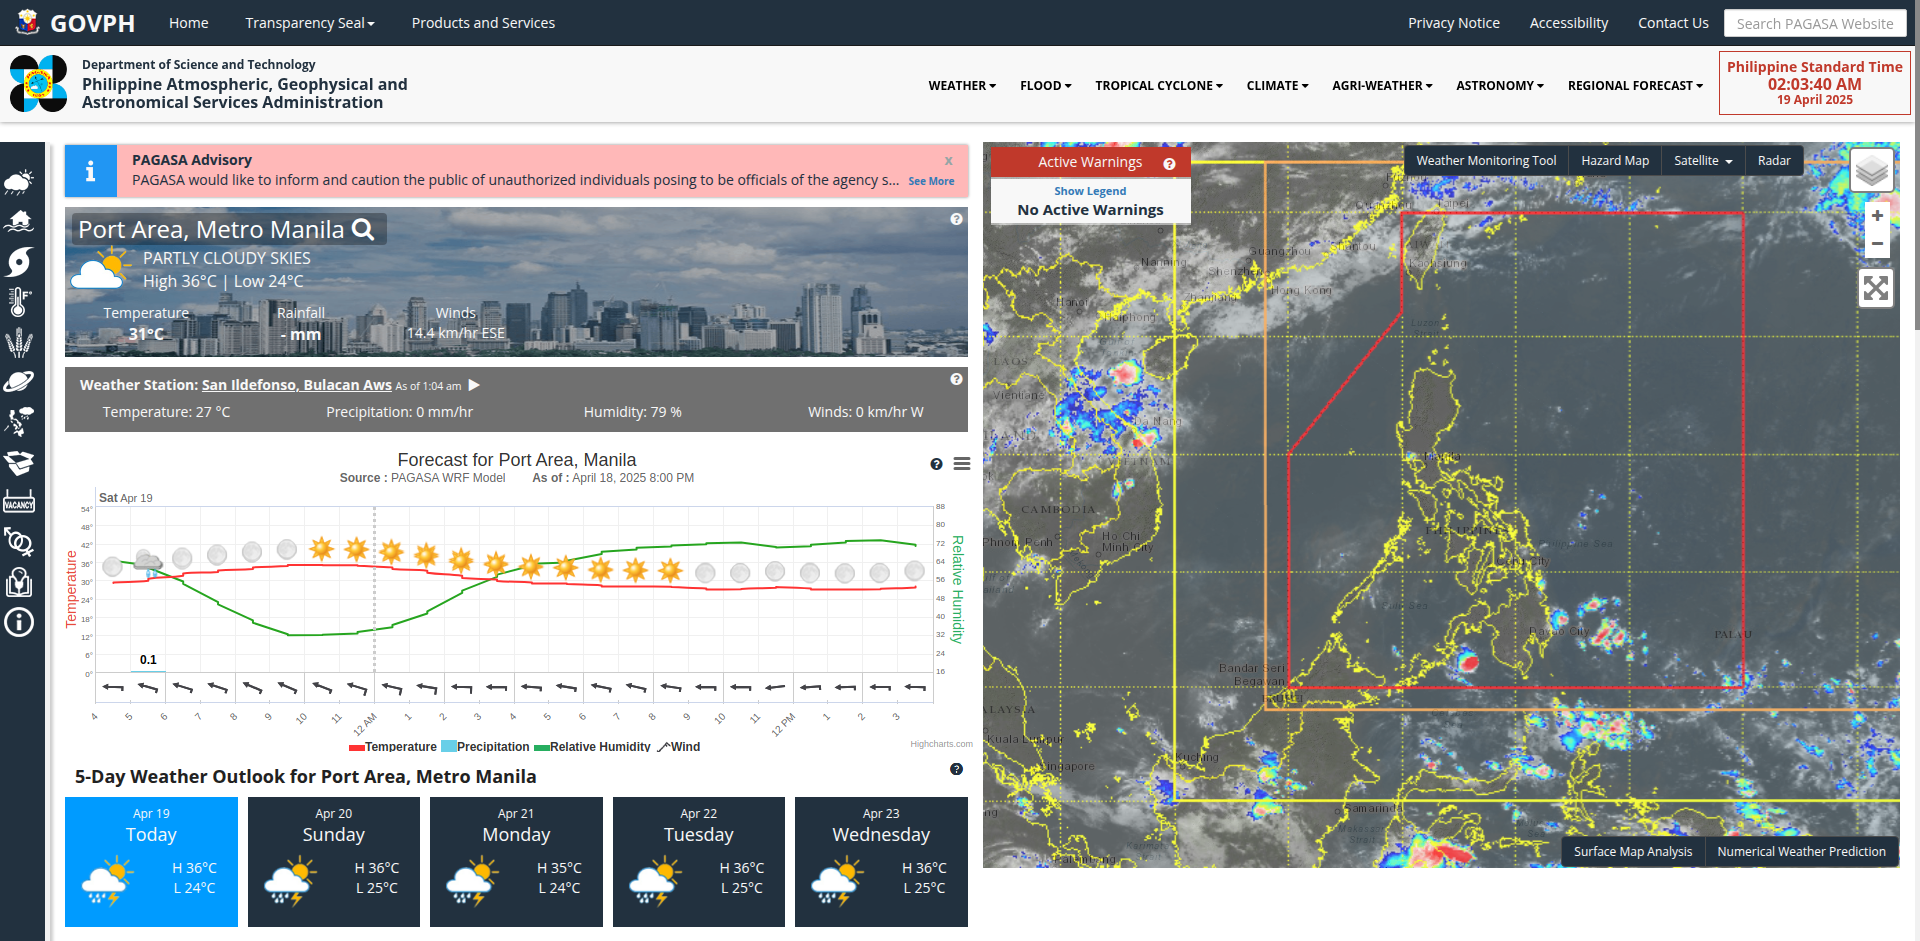 GOVPH
Home
Transparency Seal
Products and Services
Privacy Notice
Accessibility
Contact Us
Search PAGASA Website
Department of Science and Technology
Philippine Atmospheric, Geophysical and
Astronomical Services Administration
WEATHER
FLOOD
TROPICAL CYCLONE
CLIMATE
AGRI-WEATHER
ASTRONOMY
REGIONAL FORECAST
Philippine Standard Time
02:03:40 AM
19 April 2025
VACANCY
PAGASA Advisory
x
PAGASA would like to inform and caution the public of unauthorized individuals posing to be officials of the agency s...
See More
Port Area, Metro Manila
PARTLY CLOUDY SKIES
High 36°C | Low 24°C
Temperature
Rainfall
Winds
31°C
- mm
14.4 km/hr ESE
Weather Station: San Ildefonso, Bulacan Aws As of 1:04 am
Temperature: 27 °C
Precipitation: 0 mm/hr
Humidity: 79 %
Winds: 0 km/hr W
Forecast for Port Area, Manila
Source : PAGASA WRF Model
As of : April 18, 2025 8:00 PM
Sat Apr 19
Temperature
54°
48°
42°
36°
30°
24°
18°
12°
6°
0°
88
80
72
64
56
48
40
32
24
16
Relative Humidity
0.1
4
5
6
7
8
9
10
11
12 AM
1
2
3
4
5
6
7
8
9
10
11
12 PM
1
2
3
Temperature
Precipitation
Relative Humidity
Wind
Highcharts.com
5-Day Weather Outlook for Port Area, Metro Manila
Apr 19
Today
H 36°C
L 24°C
Apr 20
Sunday
H 36°C
L 25°C
Apr 21
Monday
H 35°C
L 24°C
Apr 22
Tuesday
H 36°C
L 25°C
Apr 23
Wednesday
H 36°C
L 25°C
Active Warnings
Show Legend
No Active Warnings
Weather Monitoring Tool
Hazard Map
Satellite
Radar
+
−
Taipei
Guangzhou
Shantou
Nanning
Shenzhen
Kaohsiung
Hong Kong
Zhanjiang
Hanoi
Haiphong
Luzon
LAOS
Vientiane
Da Nang
VIETNAM
Manila
CAMBODIA
Phnom Penh
Ho Chi
Minh City
Philippine Sea
Sulu Sea
Davao City
PALAU
Bandar Seri
Begawan
MALAYSIA
Kuala Lumpur
Kuching
Singapore
Samarinda
Surface Map Analysis
Numerical Weather Prediction